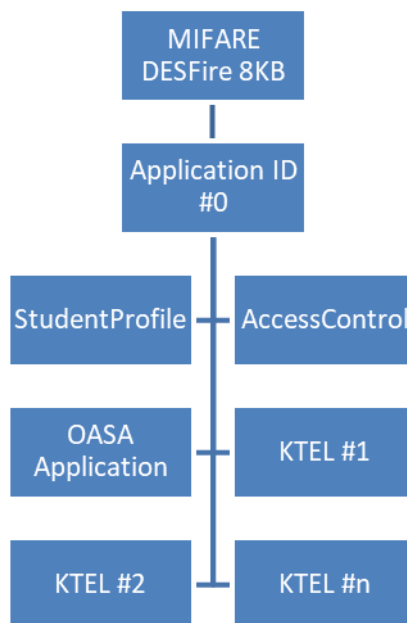 MIFARE
DESFire 8KB
Application ID
#0
StudentProfile
AccessControl
OASA
Application
KTEL #1
KTEL #2
KTEL #n